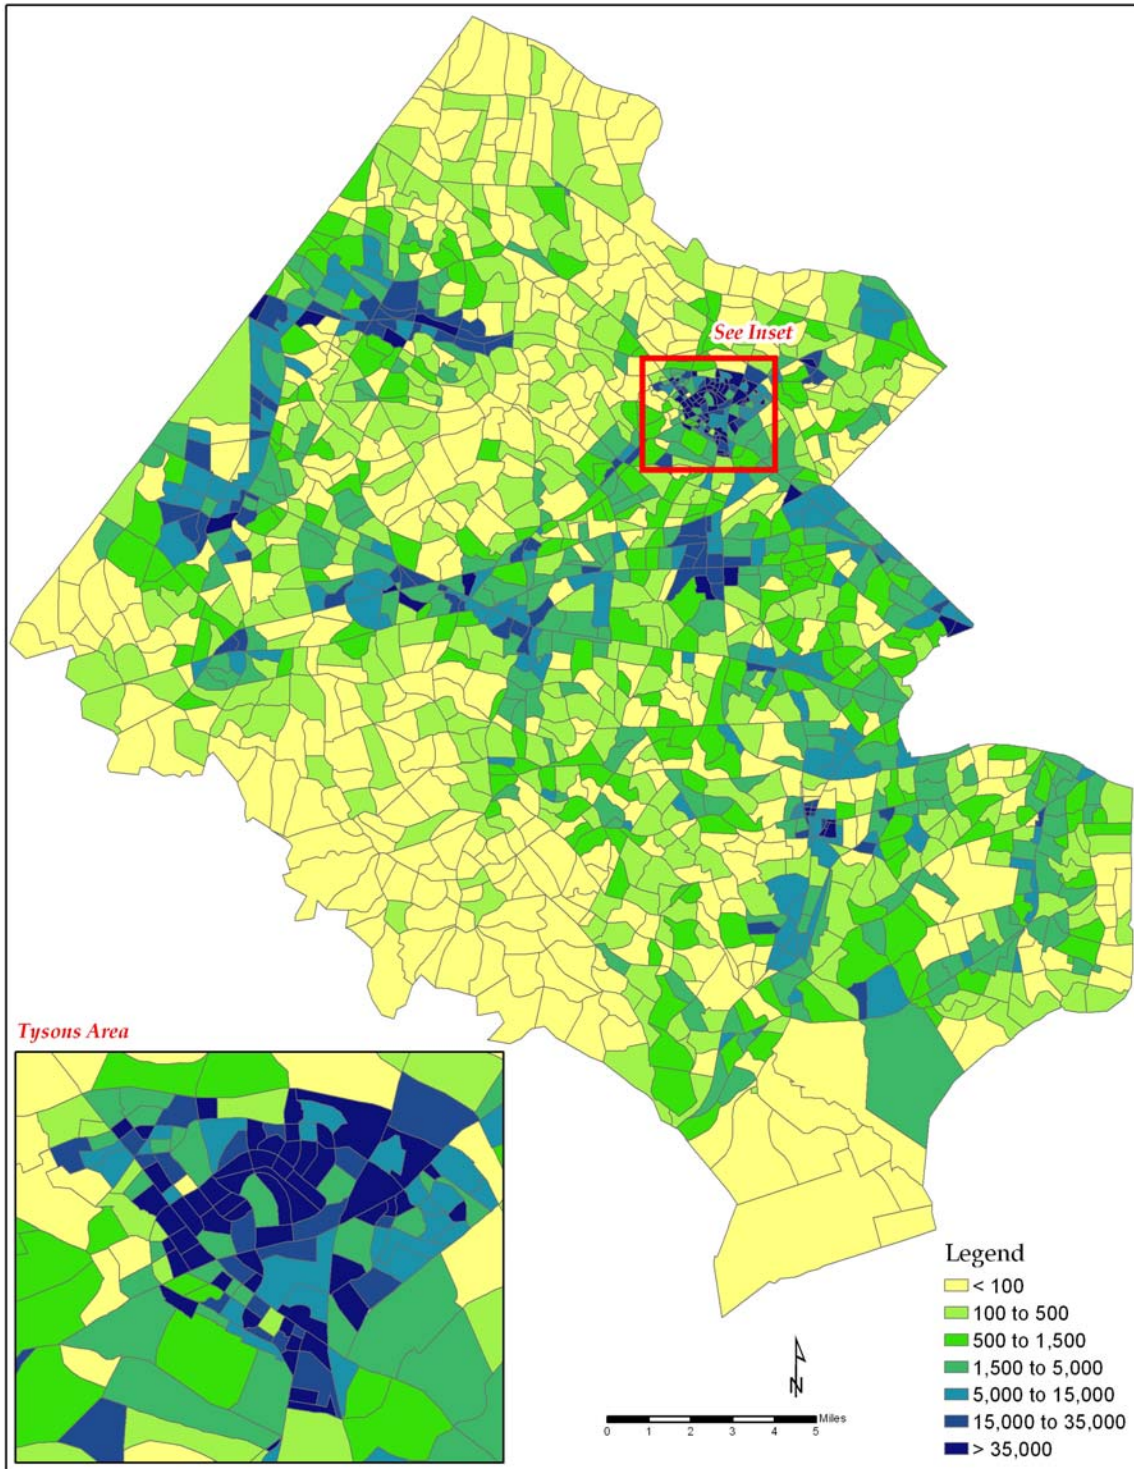 See Inset
Tysons Area
Legend
< 100
100 to 500
500 to 1,500
1,500 to 5,000
5,000 to 15,000
15,000 to 35,000
> 35,000
N
Miles
0 1 2 3 4 5